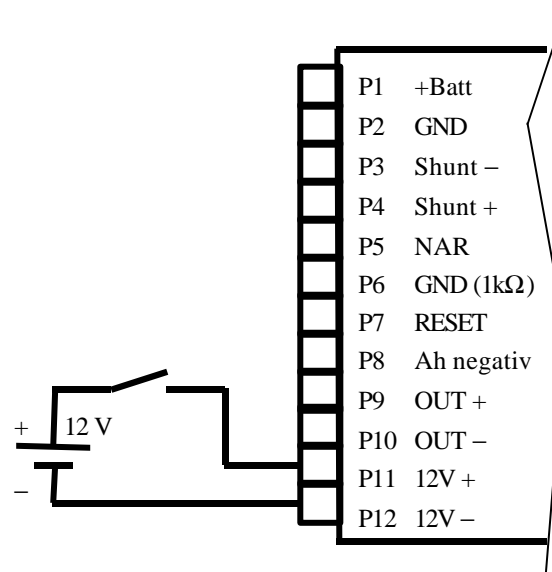 P1 +Batt
P2 GND
P3 Shunt −
P4 Shunt +
P5 NAR
P6 GND (1kΩ)
P7 RESET
P8 Ah negativ
P9 OUT +
+ 12 V
P10 OUT −
P11 12V +
−
P12 12V −